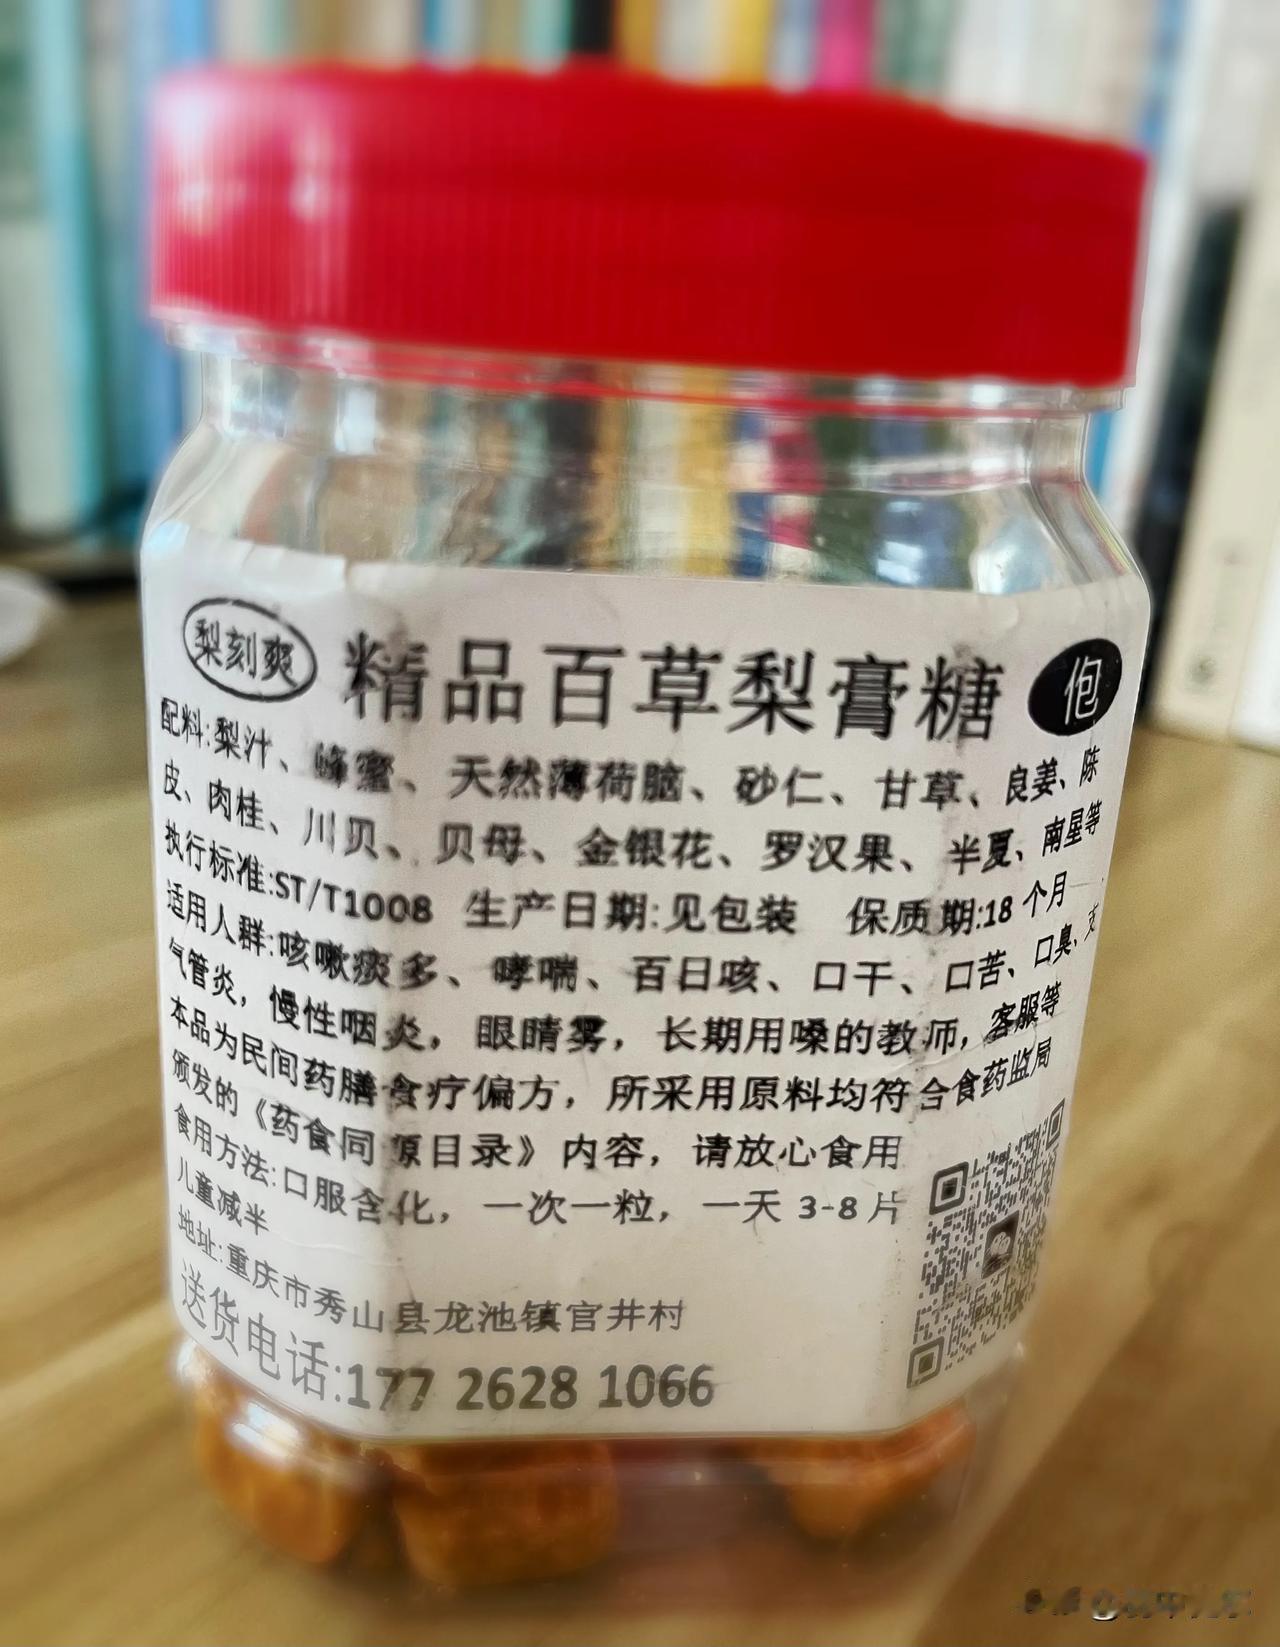 梨刻爽 精品百草梨膏糖 佨
配料:梨汁、蜂蜜、天然薄荷脑、砂仁、甘草、良姜、陈
皮、肉桂、川贝、贝母、金银花、罗汉果、半夏、南星等
执行标准:ST/T1008 生产日期:见包装 保质期:18个月
适用人群:咳嗽痰多、哮喘、百日咳、口干、口苦、口臭、支
气管炎，慢性咽炎，眼睛雾，长期用嗓的教师，客服等
本品为民间药膳食疗偏方，所采用原料均符合食药监局
颁发的《药食同源目录》内容，请放心食用
食用方法:口服含化，一次一粒，一天 3-8 片
儿童减半
地址:重庆市秀山县龙池镇官井村
送货电话:177 2628 1066